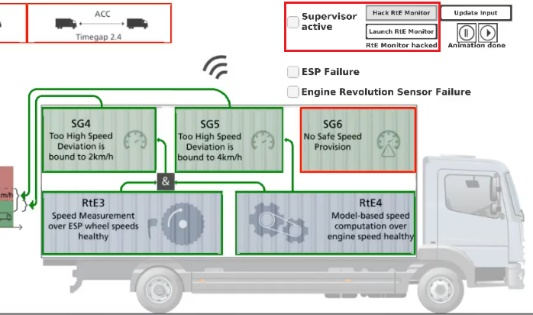 ACC
Timegap 2.4
Supervisor
active
Hack RtE Monitor
Update Input
Launch RtE Monitor
RtE Monitor hacked
Animation done
ESP Failure
Engine Revolution Sensor Failure
SG4
Too High Speed
Deviation is
bound to 2km/h
SG5
Too High Speed
Deviation is
bound to 4km/h
SG6
No Safe Speed
Provision
&
m/h
RtE3
Speed Measurement
over ESP wheel speeds
healthy
RtE4
Model-based speed
computation over
engine speed healthy